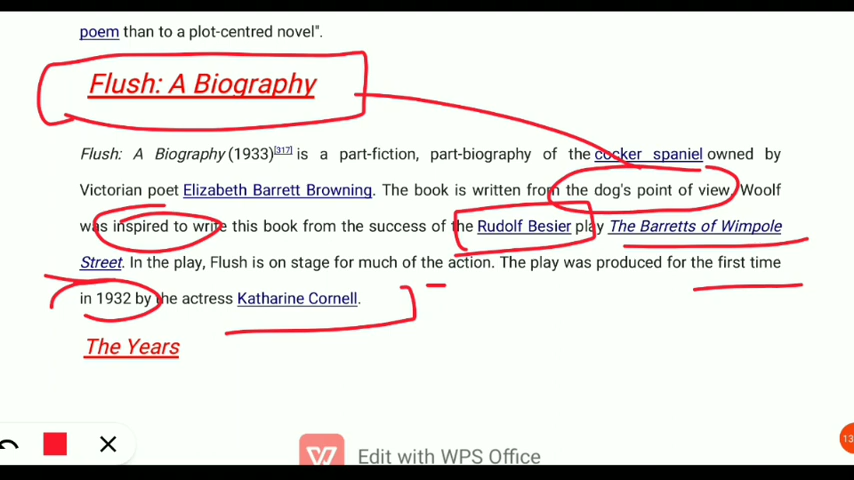 poem than to a plot-centred novel".
Flush: A Biography
Flush: A Biography (1933)[317] is a part-fiction, part-biography of the cocker spaniel owned by
Victorian poet Elizabeth Barrett Browning. The book is written from the dog's point of view. Woolf
was inspired to write this book from the success of the Rudolf Besier play The Barretts of Wimpole
Street. In the play, Flush is on stage for much of the action. The play was produced for the first time
in 1932 by the actress Katharine Cornell.
The Years
13
Edit with WPS Office